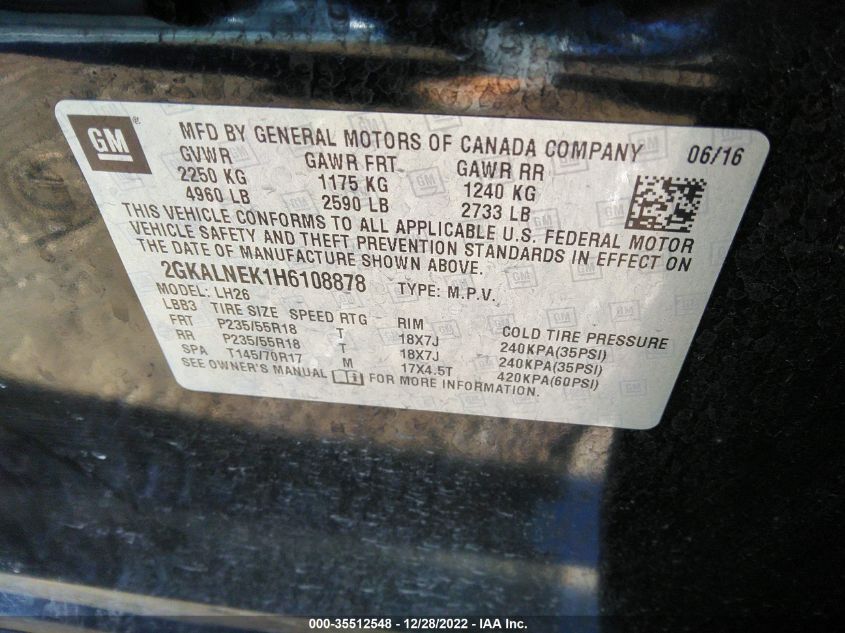 GM ® MFD BY GENERAL MOTORS OF CANADA COMPANY 06/16
GVWR GAWR FRT GAWR RR
2250 KG 1175 KG 1240 KG
4960 LB 2590 LB 2733 LB
THIS VEHICLE CONFORMS TO ALL APPLICABLE U.S. FEDERAL MOTOR
VEHICLE SAFETY AND THEFT PREVENTION STANDARDS IN EFFECT ON
THE DATE OF MANUFACTURE SHOWN ABOVE.
2GKALNEK1H6108878 TYPE: M.P.V.
MODEL: LH26
LBB3 TIRE SIZE SPEED RTG RIM COLD TIRE PRESSURE
FRT P235/55R18 T 18X7J 240KPA(35PSI)
RR P235/55R18 T 18X7J 240KPA(35PSI)
SPA T145/70R17 M 17X4.5T 420KPA(60PSI)
SEE OWNER'S MANUAL FOR MORE INFORMATION.
000-35512548 - 12/28/2022 - IAA Inc.